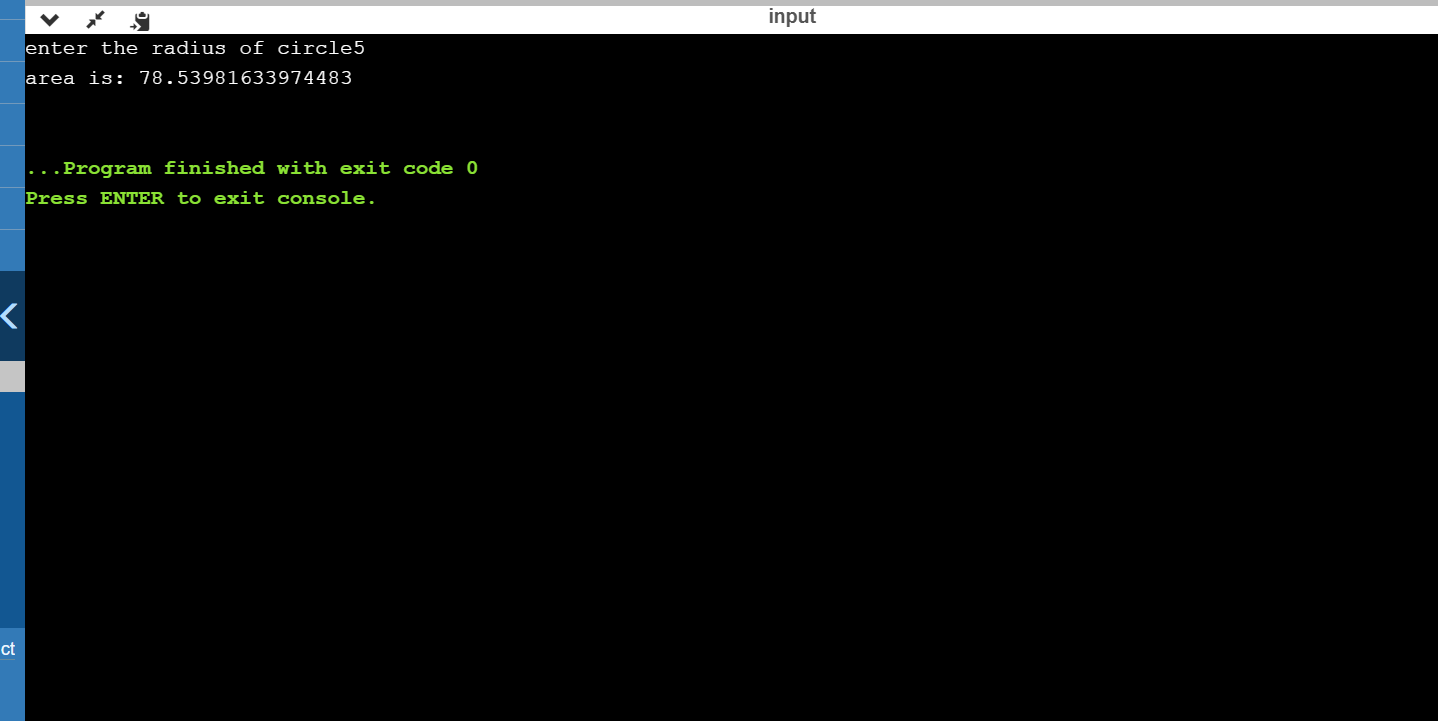 input
enter the radius of circle5
area is: 78.53981633974483
...Program finished with exit code 0
Press ENTER to exit console.
ct